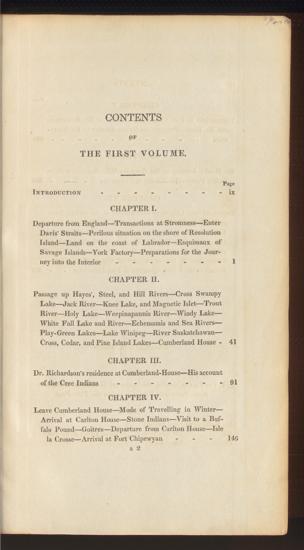 CONTENTS
OF
THE FIRST VOLUME.
Page
INTRODUCTION - - - - - - - - ix
CHAPTER I.
Departure from England—Transactions at Stromness—Enter
Davis' Straits—Perilous situation on the shore of Resolution
Island—Land on the coast of Labrador—Esquimaux of
Savage Islands—York Factory—Preparations for the Jour-
ney into the Interior - - - - - - 1
CHAPTER II.
Passage up Hayes', Steel, and Hill Rivers—Cross Swampy
Lake—Jack River—Knee Lake, and Magnetic Islet—Trout
River—Holy Lake—Weepinapannis River—Windy Lake—
White Fall Lake and River—Echemamis and Sea Rivers—
Play-Green Lakes—Lake Winipeg—River Saskatchawan—
Cross, Cedar, and Pine Island Lakes—Cumberland House - 41
CHAPTER III.
Dr. Richardson's residence at Cumberland-House—His account
of the Cree Indians - - - - - - 91
CHAPTER IV.
Leave Cumberland House—Mode of Travelling in Winter—
Arrival at Carlton House—Stone Indians—Visit to a Buf-
falo Pound—Goitres—Departure from Carlton House—Isle
la Crosse—Arrival at Fort Chipewyan - - - 146
a 2